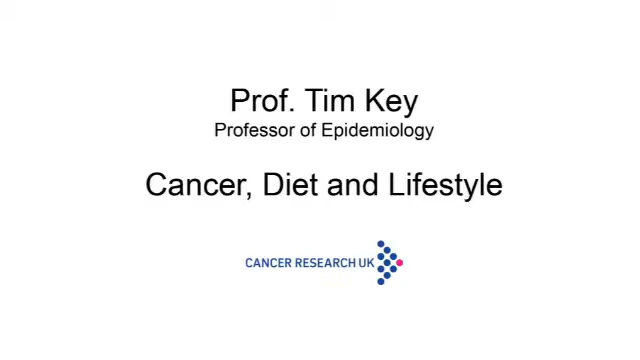 Prof. Tim Key
Professor of Epidemiology
Cancer, Diet and Lifestyle
CANCER RESEARCH UK